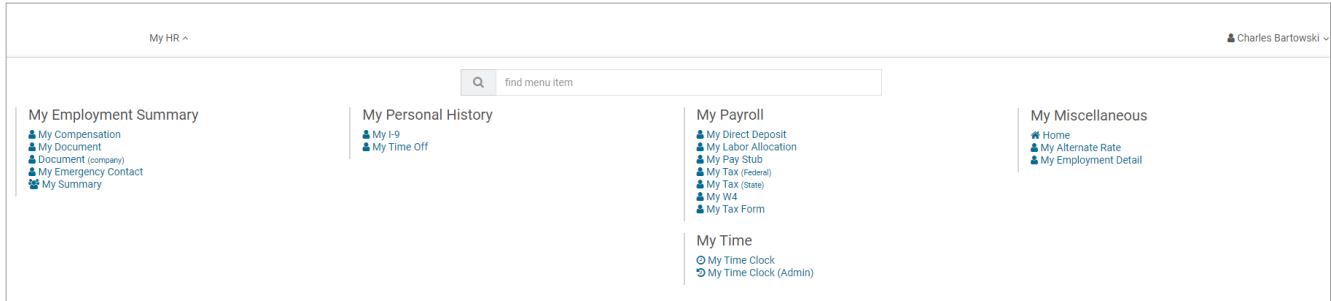 My HR
Charles Bartowski
find menu item
My Employment Summary
My Compensation
My Document
Document (company)
My Emergency Contact
My Summary
My Personal History
My I-9
My Time Off
My Payroll
My Direct Deposit
My Labor Allocation
My Pay Stub
My Tax (Federal)
My Tax (State)
My W4
My Tax Form
My Time
My Time Clock
My Time Clock (Admin)
My Miscellaneous
Home
My Alternate Rate
My Employment Detail